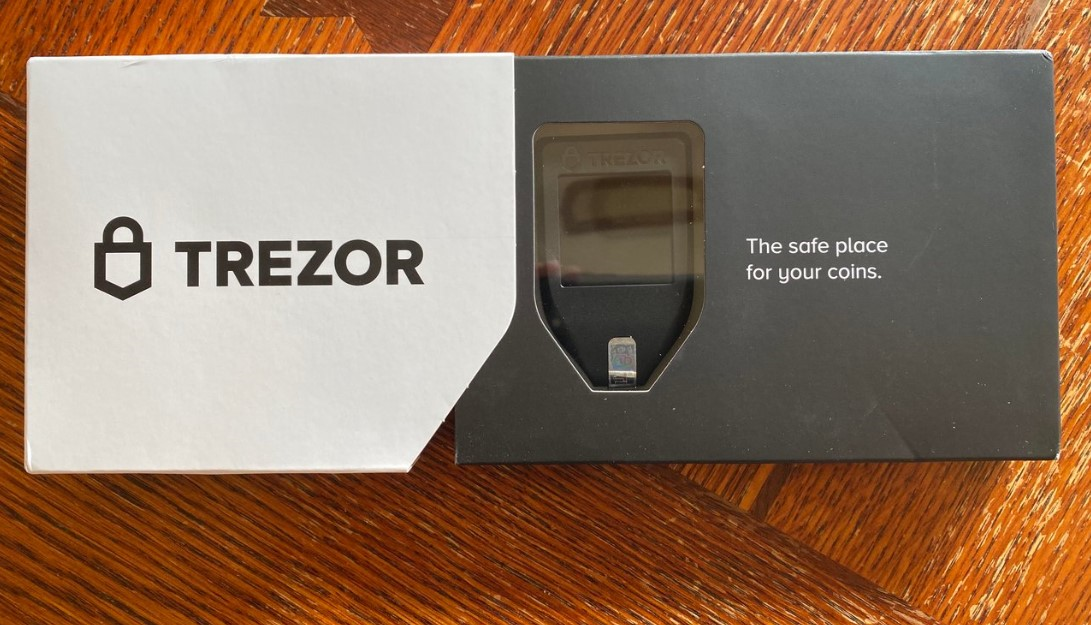 TREZOR
TREZOR
The safe place
for your coins.